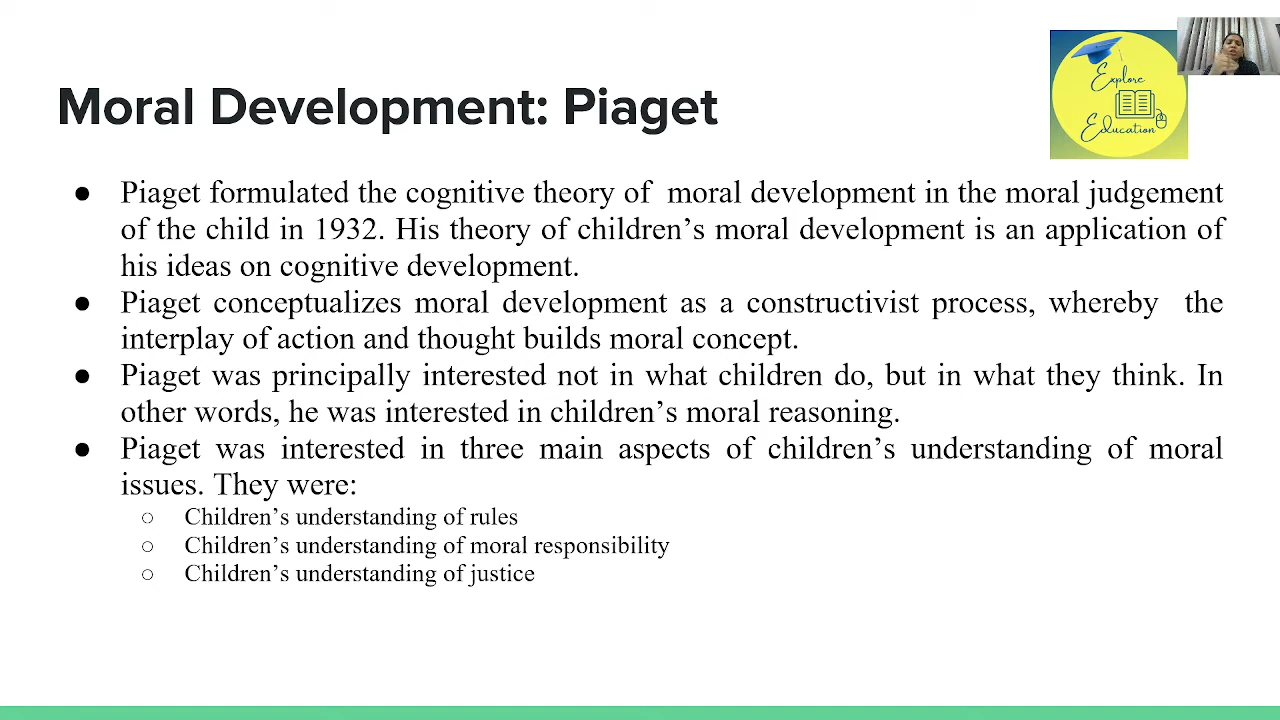 Explore
Education
Moral Development: Piaget
● Piaget formulated the cognitive theory of moral development in the moral judgement
of the child in 1932. His theory of children’s moral development is an application of
his ideas on cognitive development.
● Piaget conceptualizes moral development as a constructivist process, whereby the
interplay of action and thought builds moral concept.
● Piaget was principally interested not in what children do, but in what they think. In
other words, he was interested in children’s moral reasoning.
● Piaget was interested in three main aspects of children’s understanding of moral
issues. They were:
○ Children’s understanding of rules
○ Children’s understanding of moral responsibility
○ Children’s understanding of justice